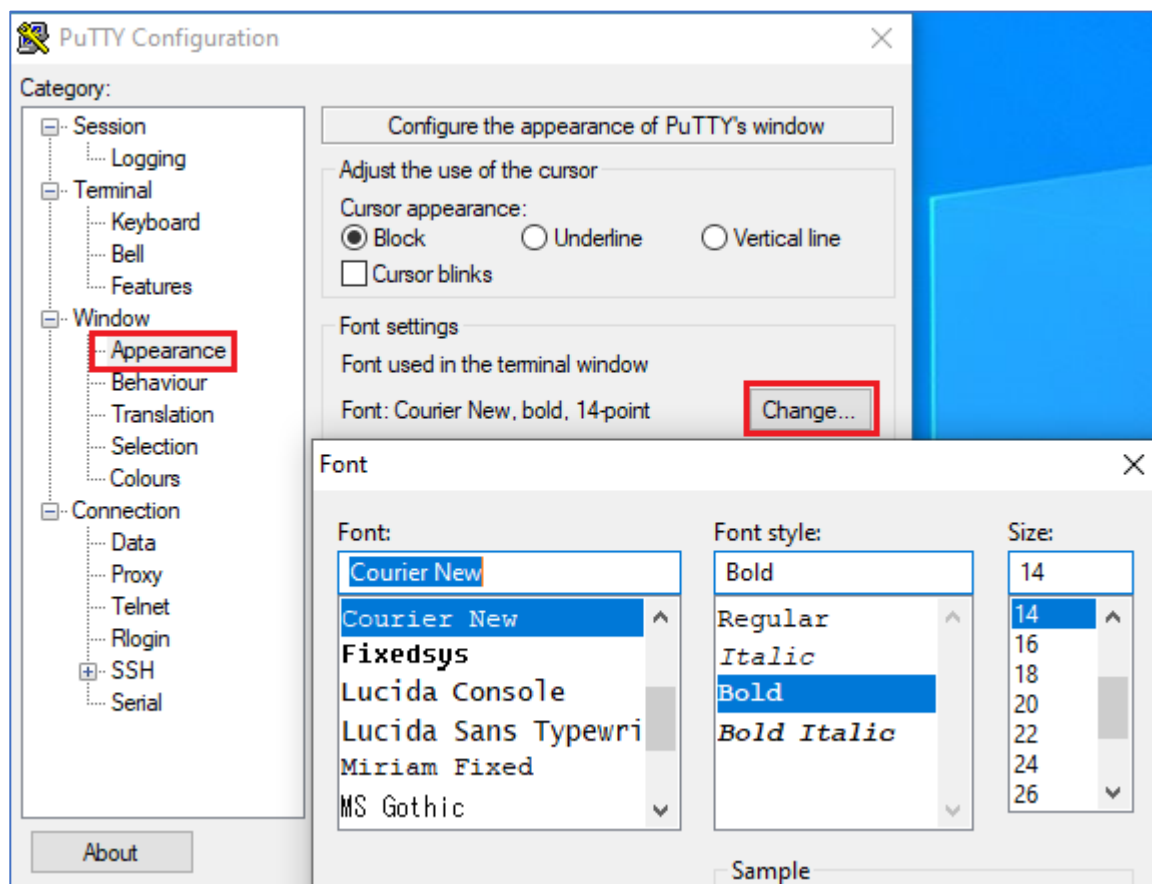 PuTTY Configuration
Category:
Session
Logging
Terminal
Keyboard
Bell
Features
Window
Appearance
Behaviour
Translation
Selection
Colours
Connection
Data
Proxy
Telnet
Rlogin
SSH
Serial
About
Configure the appearance of PuTTY's window
Adjust the use of the cursor
Cursor appearance:
Block Underline Vertical line
Cursor blinks
Font settings
Font used in the terminal window
Font: Courier New, bold, 14-point Change...
Font
Font:
Courier New
Courier New
Fixedsys
Lucida Console
Lucida Sans Typewri
Miriam Fixed
MS Gothic
Font style:
Bold
Regular
Italic
Bold
Bold Italic
Size:
14
14
16
18
20
22
24
26
Sample